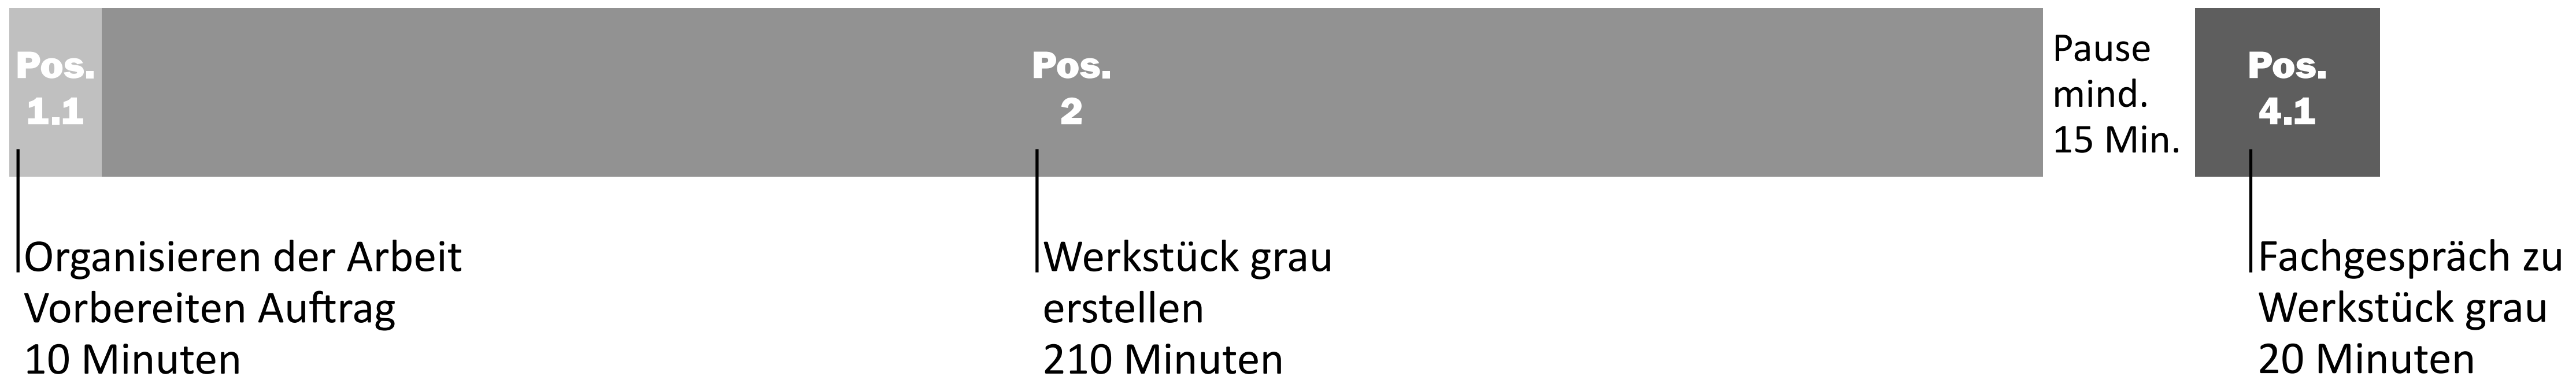 Pos.
1.1
Pos.
2
Pause
mind.
15 Min.
Pos.
4.1
Organisieren der Arbeit
Vorbereiten Auftrag
10 Minuten
Werkstück grau
erstellen
210 Minuten
Fachgespräch zu
Werkstück grau
20 Minuten